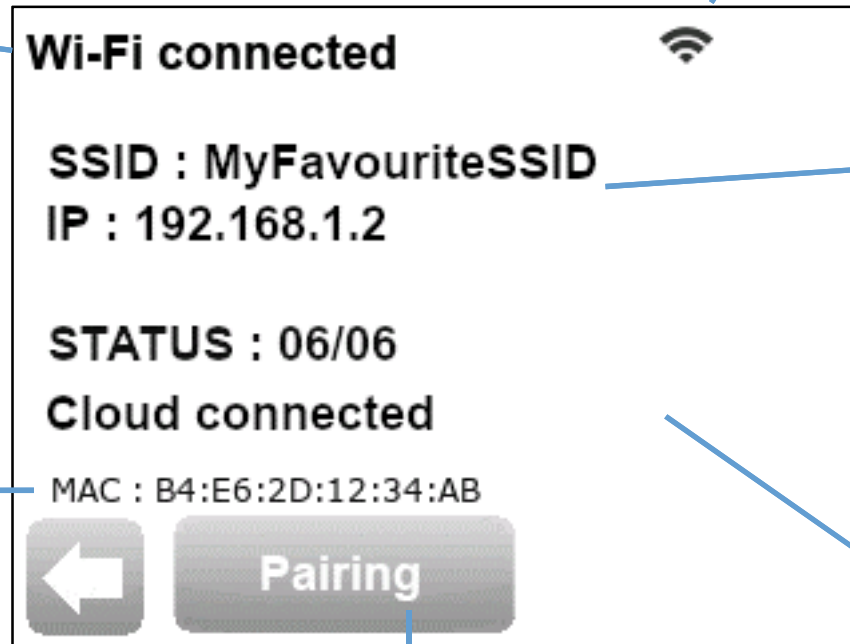 Wi-Fi connected
SSID : MyFavouriteSSID
IP : 192.168.1.2
STATUS : 06/06
Cloud connected
MAC : B4:E6:2D:12:34:AB
Pairing